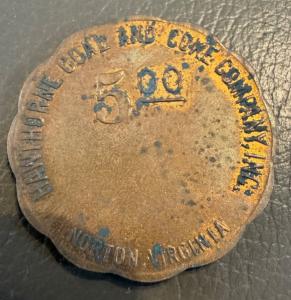 HAWTHORNE COAL AND COKE COMPANY, INC.
5 00
NORTON, VIRGINIA